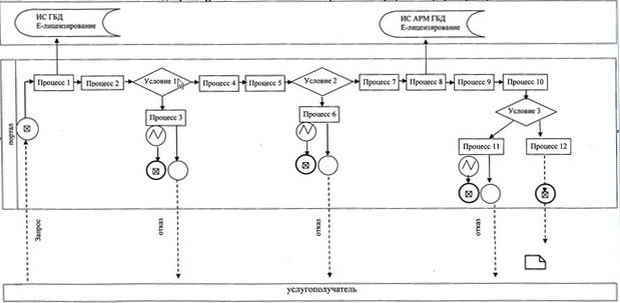 ИС ГБД
Е-лицензирование
ИС АРМ ГБД
Е-лицензирование
портал
Процесс 1
Процесс 2
Условие 1
Процесс 4
Процесс 5
Условие 2
Процесс 7
Процесс 8
Процесс 9
Процесс 10
Процесс 3
Процесс 6
Условие 3
Процесс 11
Процесс 12
Запрос
отказ
отказ
отказ
услугополучатель